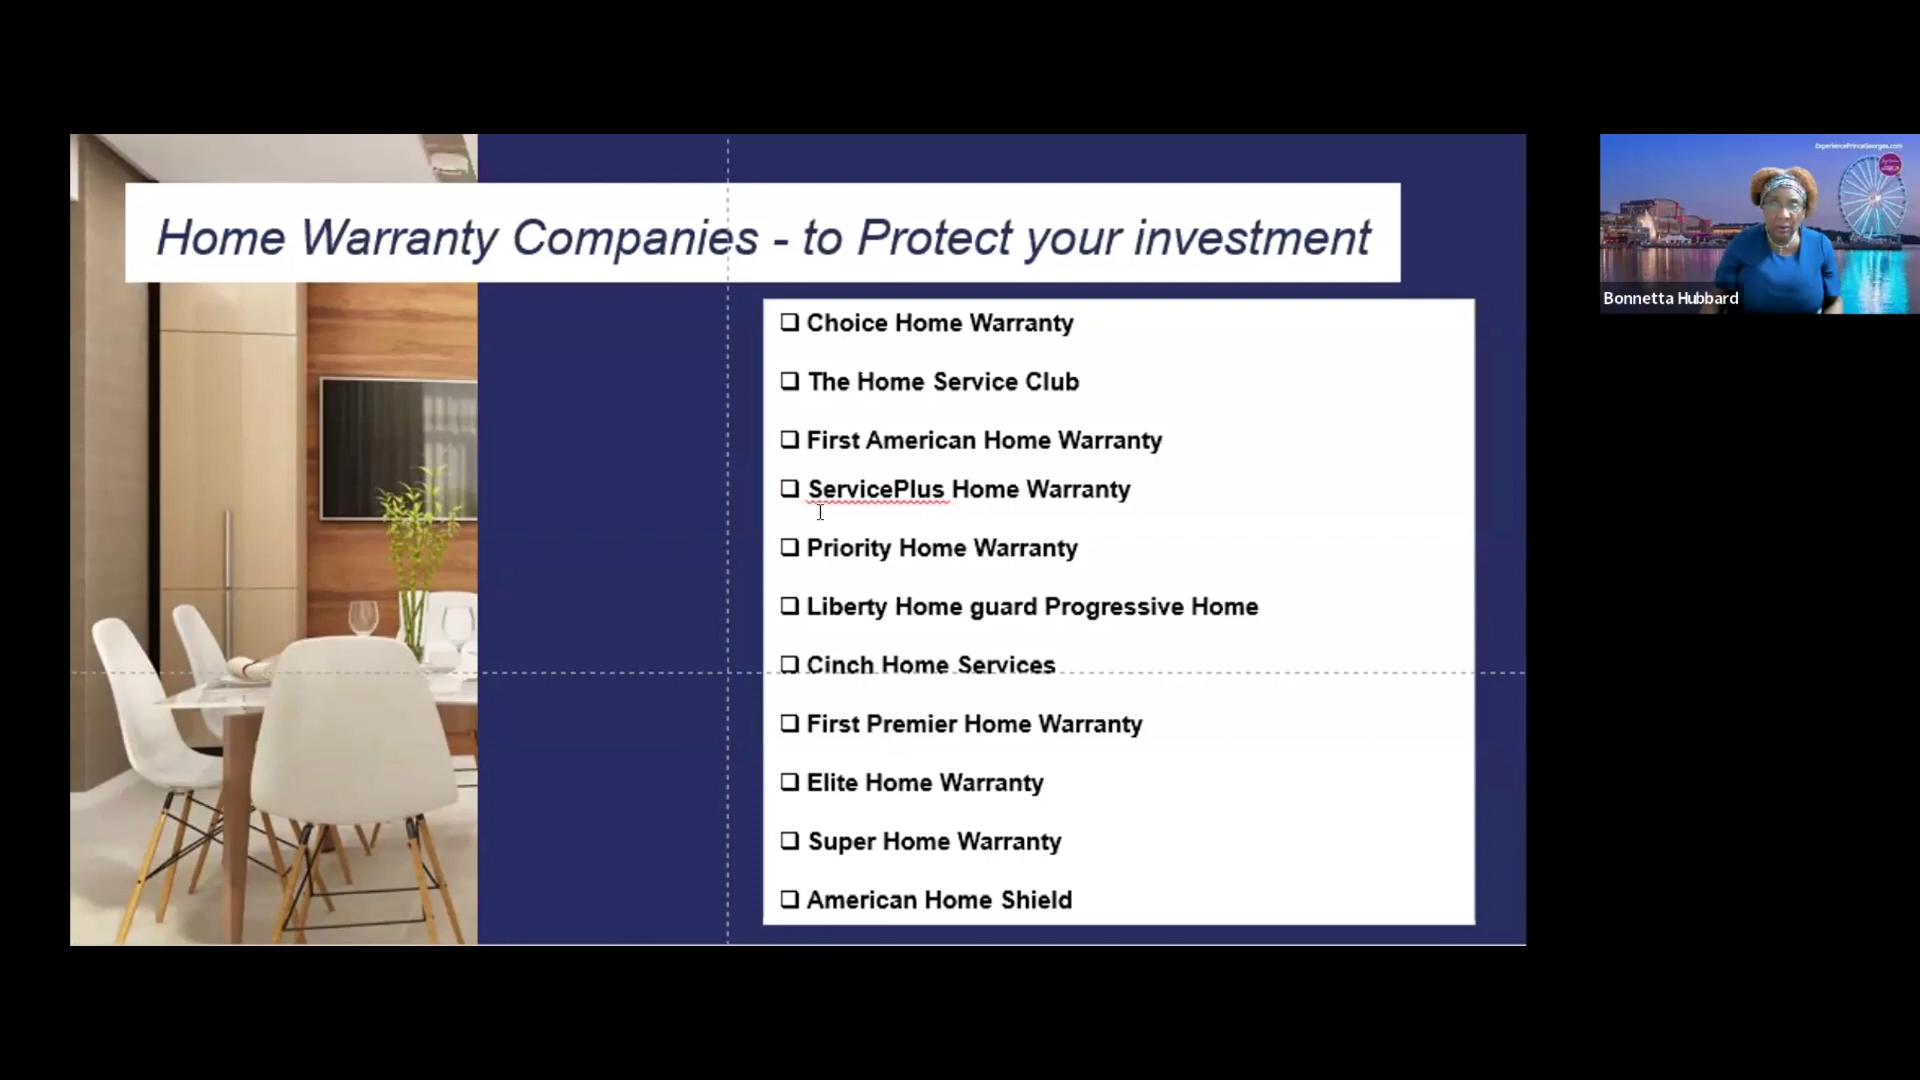 Home Warranty Companies - to Protect your investment
Choice Home Warranty
The Home Service Club
First American Home Warranty
ServicePlus Home Warranty
Priority Home Warranty
Liberty Home guard Progressive Home
Cinch Home Services
First Premier Home Warranty
Elite Home Warranty
Super Home Warranty
American Home Shield
ExperiencePrinceGeorges.com
Bonnetta Hubbard